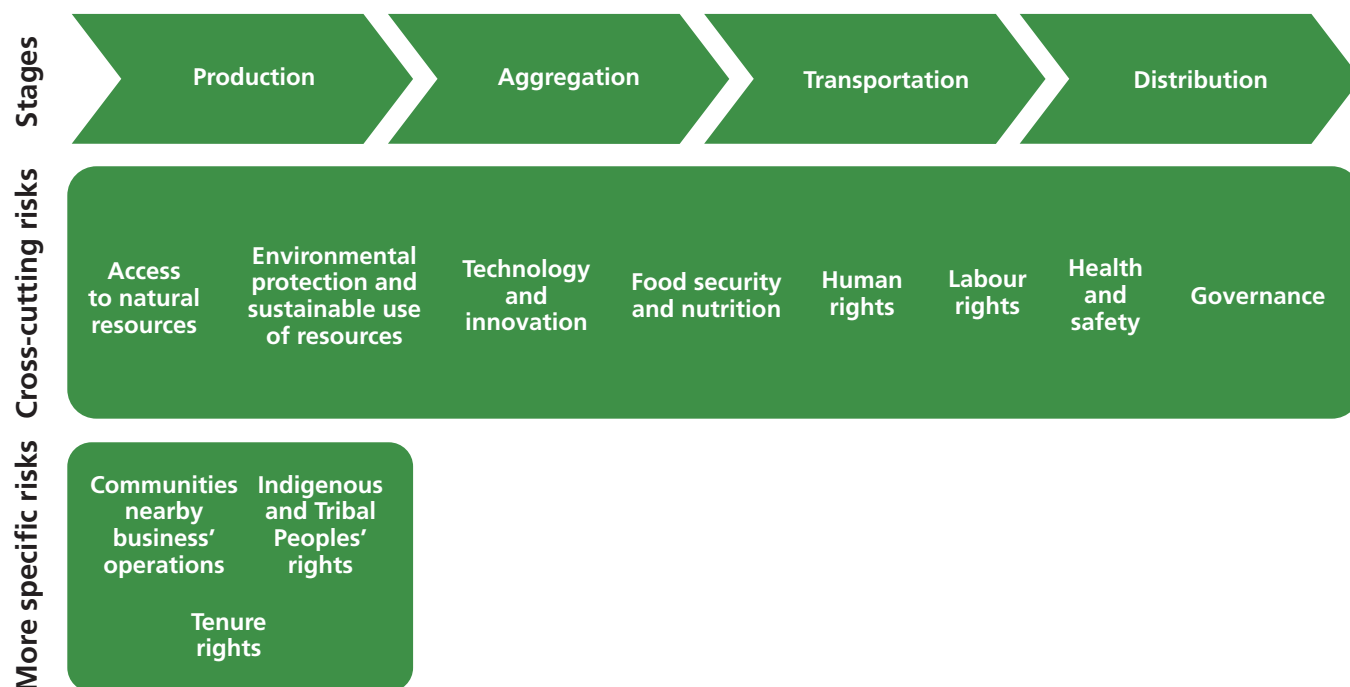 Stages
Production
Aggregation
Transportation
Distribution
Cross-cutting risks
Access
to natural
resources
Environmental
protection and
sustainable use
of resources
Technology
and
innovation
Food security
and nutrition
Human
rights
Labour
rights
Health
and
safety
Governance
More specific risks
Communities
nearby
business’
operations
Indigenous
and Tribal
Peoples’
rights
Tenure
rights